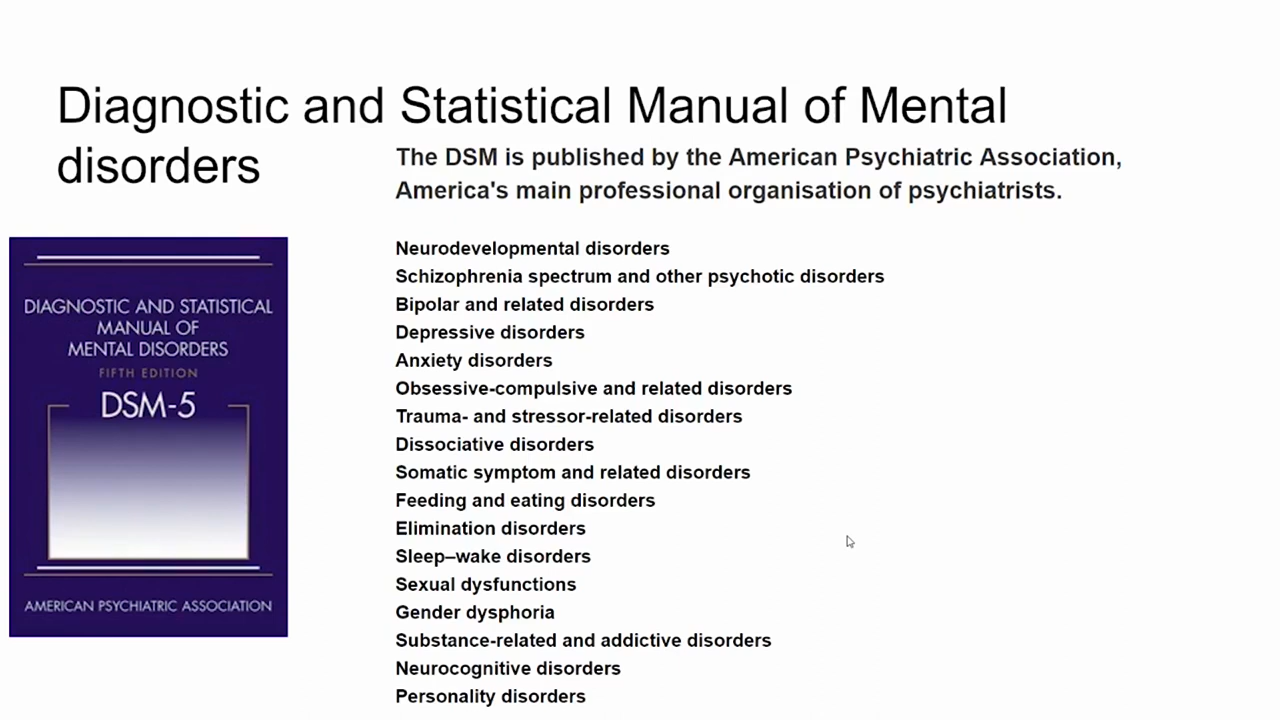 Diagnostic and Statistical Manual of Mental
disorders
The DSM is published by the American Psychiatric Association,
America's main professional organisation of psychiatrists.
DIAGNOSTIC AND STATISTICAL
MANUAL OF
MENTAL DISORDERS
FIFTH EDITION
DSM-5
AMERICAN PSYCHIATRIC ASSOCIATION
Neurodevelopmental disorders
Schizophrenia spectrum and other psychotic disorders
Bipolar and related disorders
Depressive disorders
Anxiety disorders
Obsessive-compulsive and related disorders
Trauma- and stressor-related disorders
Dissociative disorders
Somatic symptom and related disorders
Feeding and eating disorders
Elimination disorders
Sleep–wake disorders
Sexual dysfunctions
Gender dysphoria
Substance-related and addictive disorders
Neurocognitive disorders
Personality disorders